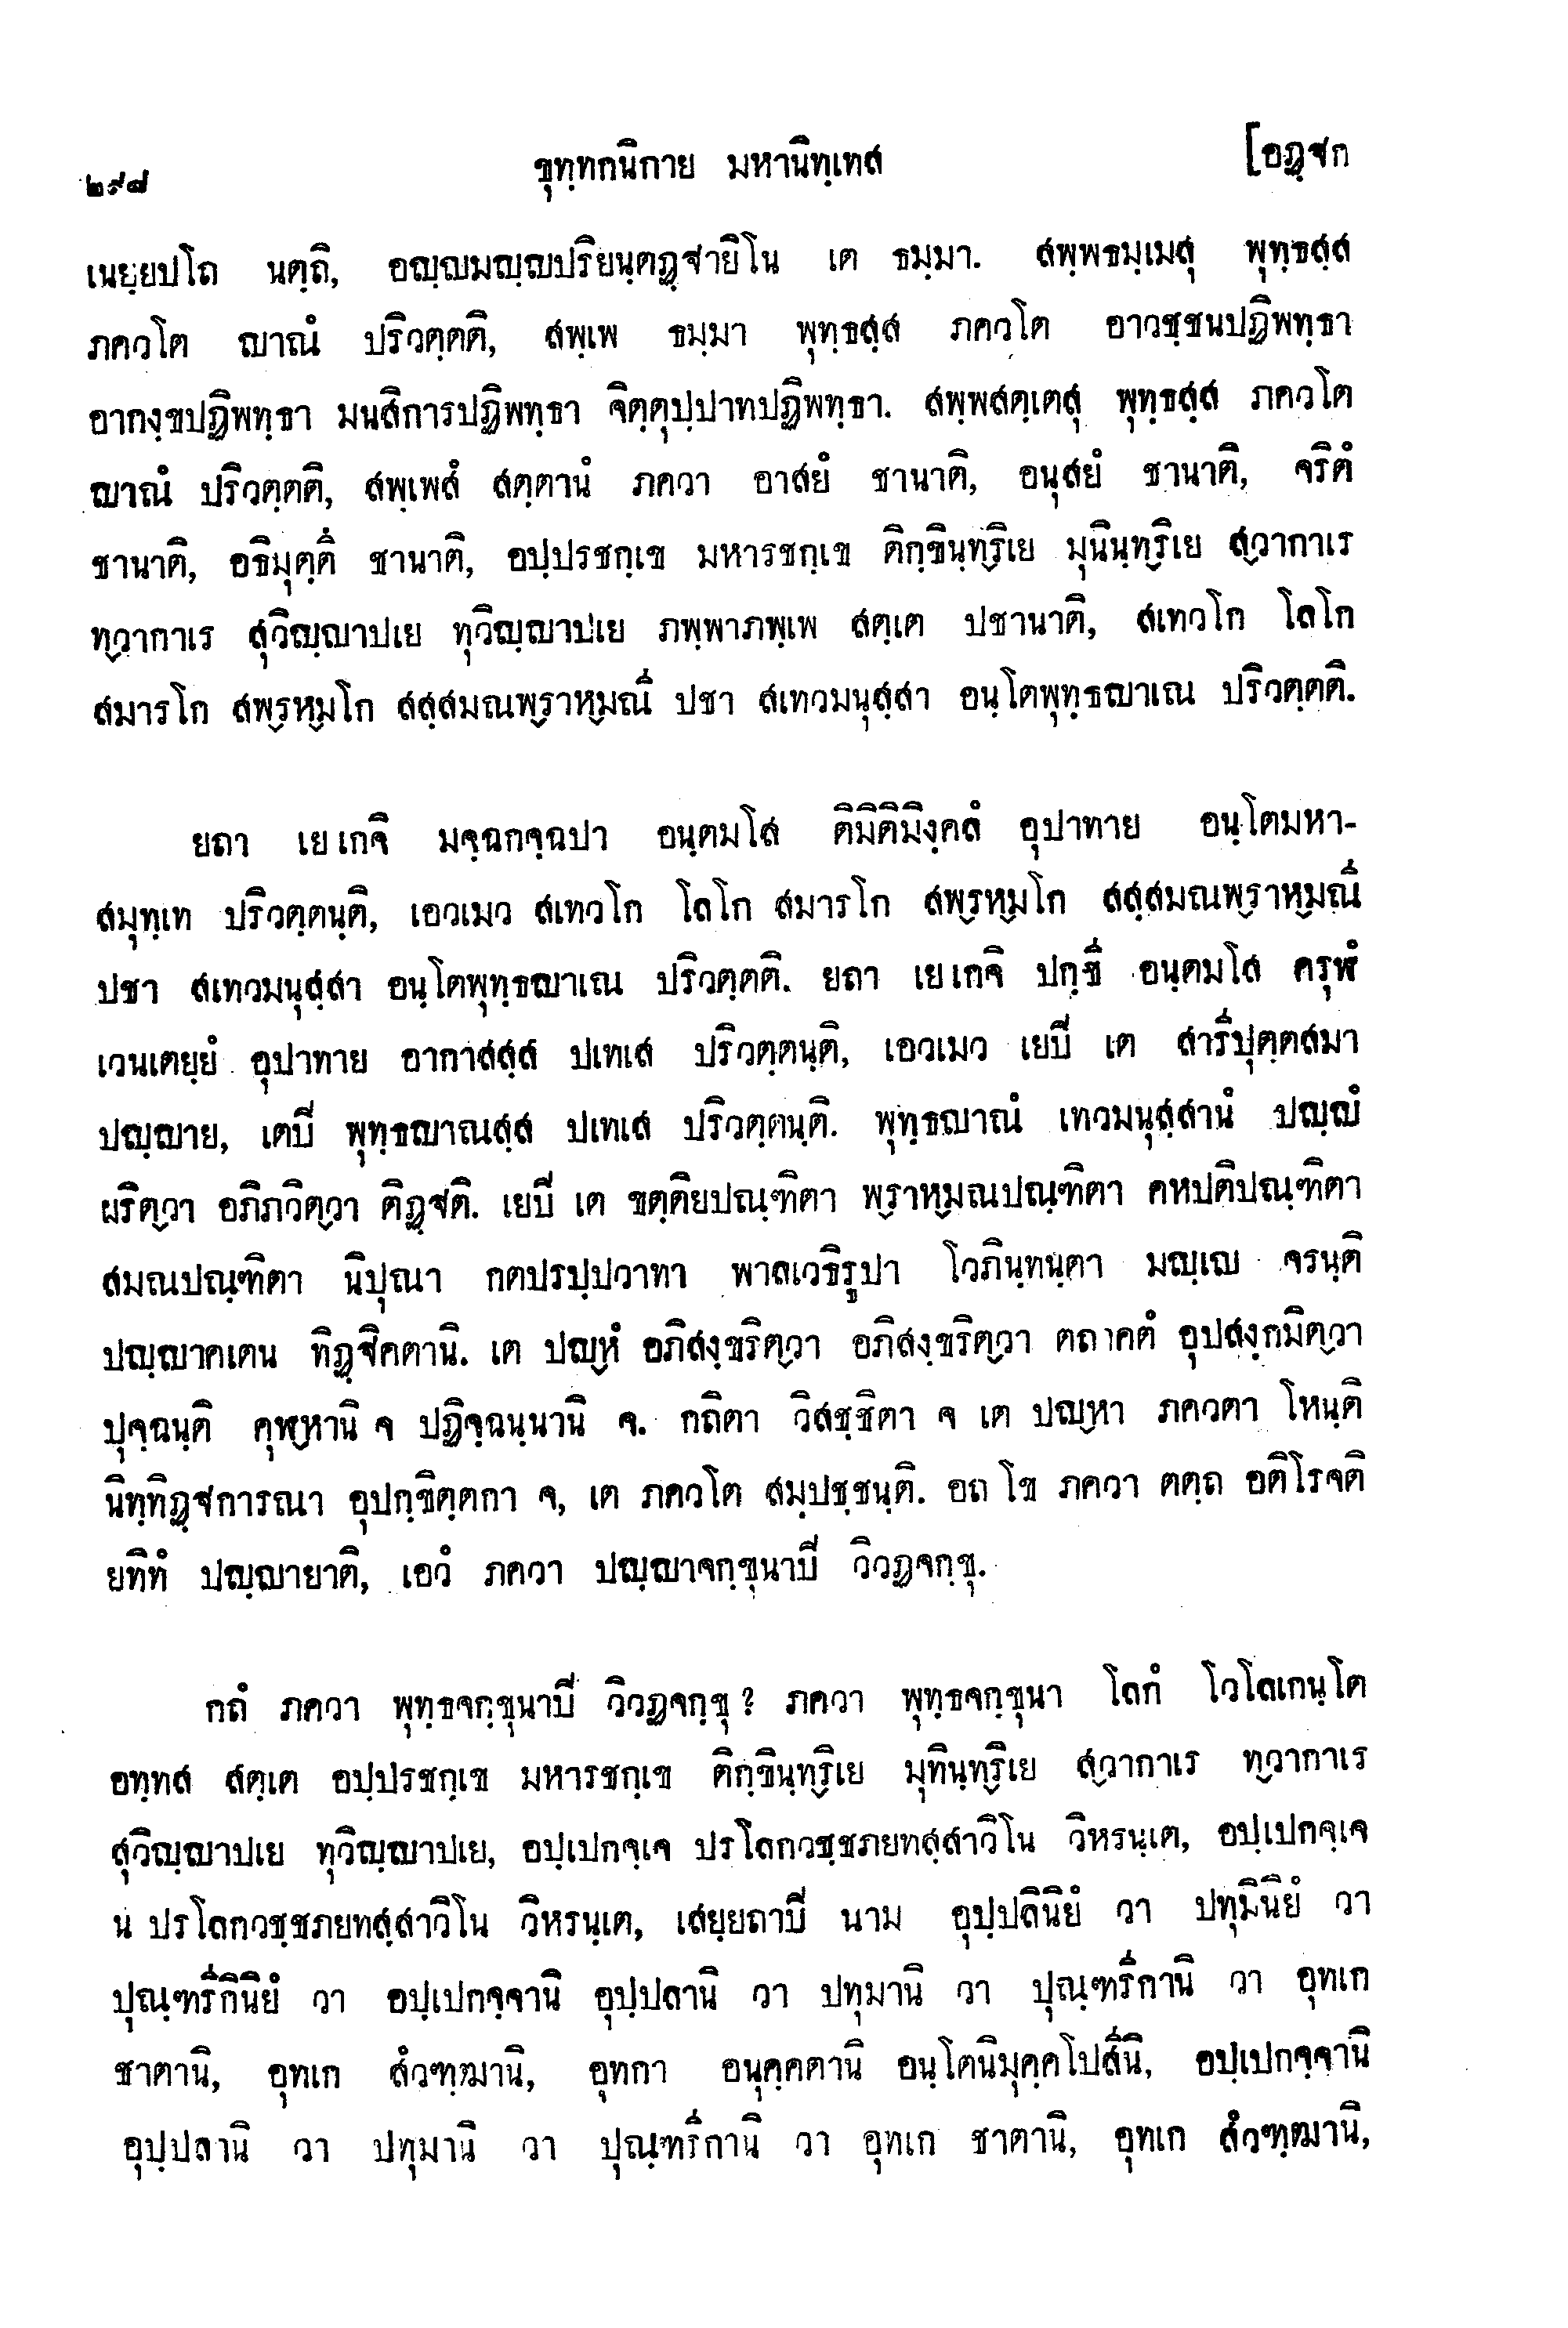 ๒๙๘ ขุทฺทกนิกาย มหานิทฺเทส [อฏฺฐก
เนยฺยปโถ นตฺถิ, อญฺญมญฺญปริยนฺตฏฺฐายิโน เต ธมฺมา. สพฺพธมฺเมสุ พุทฺธสฺส
ภควโต ญาณํ ปริวตฺตติ, สพฺเพ ธมฺมา พุทฺธสฺส ภควโต อาวชฺชนปฏิพทฺธา
อากงฺขปฏิพทฺธา มนสิการปฏิพทฺธา จิตฺตุปฺปาทปฏิพทฺธา. สพฺพสตฺเตสุ พุทฺธสฺส ภควโต
ญาณํ ปริวตฺตติ, สพฺเพสํ สตฺตานํ ภควา อาสยํ ชานาติ, อนุสยํ ชานาติ, จริตํ
ชานาติ, อธิมุตฺตึ ชานาติ, อปฺปรชกฺเข มหารชกฺเข ติกฺขินฺทฺริเย มุนินฺทฺริเย สฺวากาเร
ทฺวากาเร สุวิญฺญาปเย ทุวิญฺญาปเย ภพฺพาภพฺเพ สตฺเต ปชานาติ, สเทวโก โลโก
สมารโก สพฺรหฺมโก สสฺสมณพฺราหฺมณี ปชา สเทวมนุสฺสา อนฺโตพุทฺธญาเณ ปริวตฺตติ.
ยถา เย เกจิ มจฺฉกจฺฉปา อนฺตมโส ติมิติมิงฺคลํ อุปาทาย อนฺโตมหา-
สมุทฺเท ปริวตฺตนฺติ, เอวเมว สเทวโก โลโก สมารโก สพฺรหฺมโก สสฺสมณพฺราหฺมณี
ปชา สเทวมนุสฺสา อนฺโตพุทฺธญาเณ ปริวตฺตติ. ยถา เย เกจิ ปกฺขี อนฺตมโส ครุฬํ
เวนเตยฺยํ อุปาทาย อากาสสฺส ปเทเส ปริวตฺตนฺติ, เอวเมว เยปิ เต สาริปุตฺตสมา
ปญฺญาย, เตปิ พุทฺธญาณสฺส ปเทเส ปริวตฺตนฺติ. พุทฺธญาณํ เทวมนุสฺสานํ ปญฺญํ
ผริตฺวา อภิภวิตฺวา ติฏฺฐติ. เยปิ เต ขตฺติยปณฺฑิตา พฺราหฺมณปณฺฑิตา คหปติปณฺฑิตา
สมณปณฺฑิตา นิปุณา กตปรปฺปวาทา พาลเวธิรูปา โวภินฺทนฺตา มญฺเญ จรนฺติ
ปญฺญาคเตน ทิฏฺฐิคตานิ. เต ปญฺหํ อภิสงฺขริตฺวา อภิสงฺขริตฺวา ตถาคตํ อุปสงฺกมิตฺวา
ปุจฺฉนฺติ คุฬฺหานิ จ ปฏิจฺฉนฺนานิ จ. กถิตา วิสชฺชิตา จ เต ปญฺหา ภควตา โหนฺติ
นิทฺทิฏฺฐการณา อุปกฺขิตฺตกา จ, เต ภควโต สมฺปชฺชนฺติ. อถ โข ภควา ตตฺถ อติโรจติ
ยทิทํ ปญฺญายาติ, เอวํ ภควา ปญฺญาจกฺขุนาปิ วิวฏจกฺขุ.
กถํ ภควา พุทฺธจกฺขุนาปิ วิวฏจกฺขุ? ภควา พุทฺธจกฺขุนา โลกํ โวโลเกนฺโต
อทฺทส สตฺเต อปฺปรชกฺเข มหารชกฺเข ติกฺขินฺทฺริเย มุทินฺทฺริเย สฺวากาเร ทฺวากาเร
สุวิญฺญาปเย ทุวิญฺญาปเย, อปฺเปกจฺเจ ปรโลกวชฺชภยทสฺสาวิโน วิหรนฺเต, อปฺเปกจฺเจ
น ปรโลกวชฺชภยทสฺสาวิโน วิหรนฺเต, เสยฺยถาปิ นาม อุปฺปลินิยํ วา ปทุมินิยํ วา
ปุณฺฑรีกินิยํ วา อปฺเปกจฺจานิ อุปฺปลานิ วา ปทุมานิ วา ปุณฺฑรีกานิ วา อุทเก
ชาตานิ, อุทเก สํวฑฺฒานิ, อุทกา อนุคฺคตานิ อนฺโตนิมุคฺคโปสีนิ, อปฺเปกจฺจานิ
อุปฺปลานิ วา ปทุมานิ วา ปุณฺฑรีกานิ วา อุทเก ชาตานิ, อุทเก สํวฑฺฒานิ,